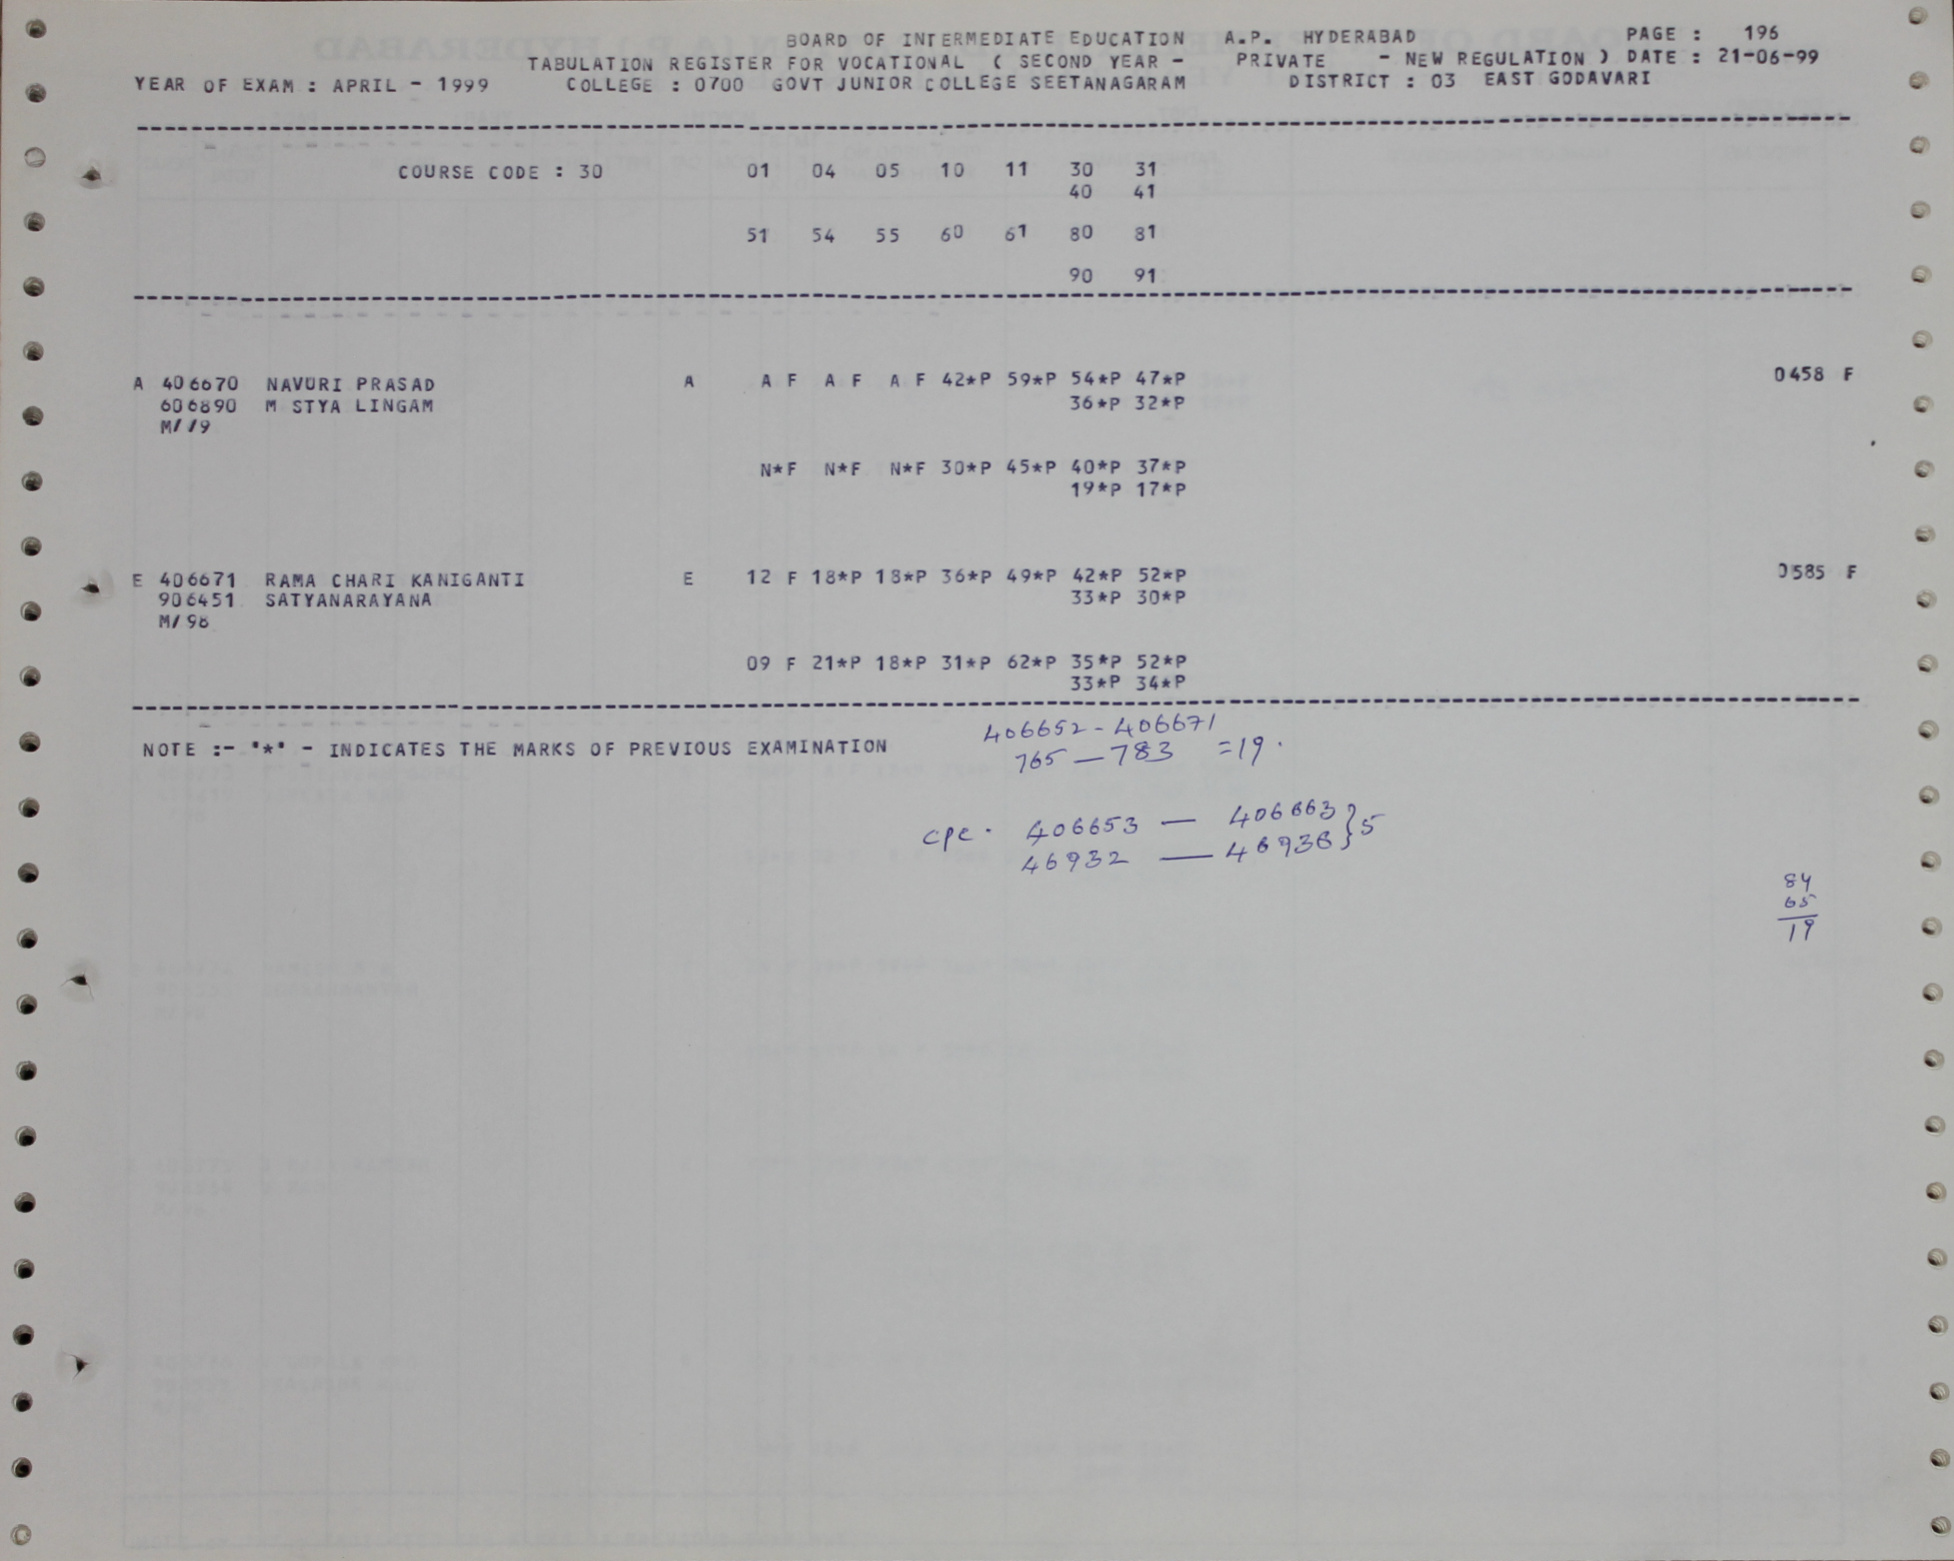 BOARD OF INTERMEDIATE EDUCATION A.P. HYDERABAD PAGE : 196
TABULATION REGISTER FOR VOCATIONAL ( SECOND YEAR - PRIVATE - NEW REGULATION ) DATE : 21-06-99
YEAR OF EXAM : APRIL - 1999 COLLEGE : 0700 GOVT JUNIOR COLLEGE SEETANAGARAM DISTRICT : 03 EAST GODAVARI
COURSE CODE : 30 01 04 05 10 11 30 31
40 41
51 54 55 60 61 80 81
90 91
A 406670 NAVURI PRASAD A A F A F A F 42*P 59*P 54*P 47*P 0458 F
606890 M STYA LINGAM 36*P 32*P
M/79
N*F N*F N*F 30*P 45*P 40*P 37*P
19*P 17*P
E 406671 RAMA CHARI KANIGANTI E 12 F 18*P 18*P 36*P 49*P 42*P 52*P 0585 F
906451 SATYANARAYANA 33*P 30*P
M/98
09 F 21*P 18*P 31*P 62*P 35*P 52*P
33*P 34*P
406652 - 406671
NOTE :- "*" - INDICATES THE MARKS OF PREVIOUS EXAMINATION
765 — 783 =19.
cpe. 406653 — 406663 } 5
46932 — 46936
84
65
19